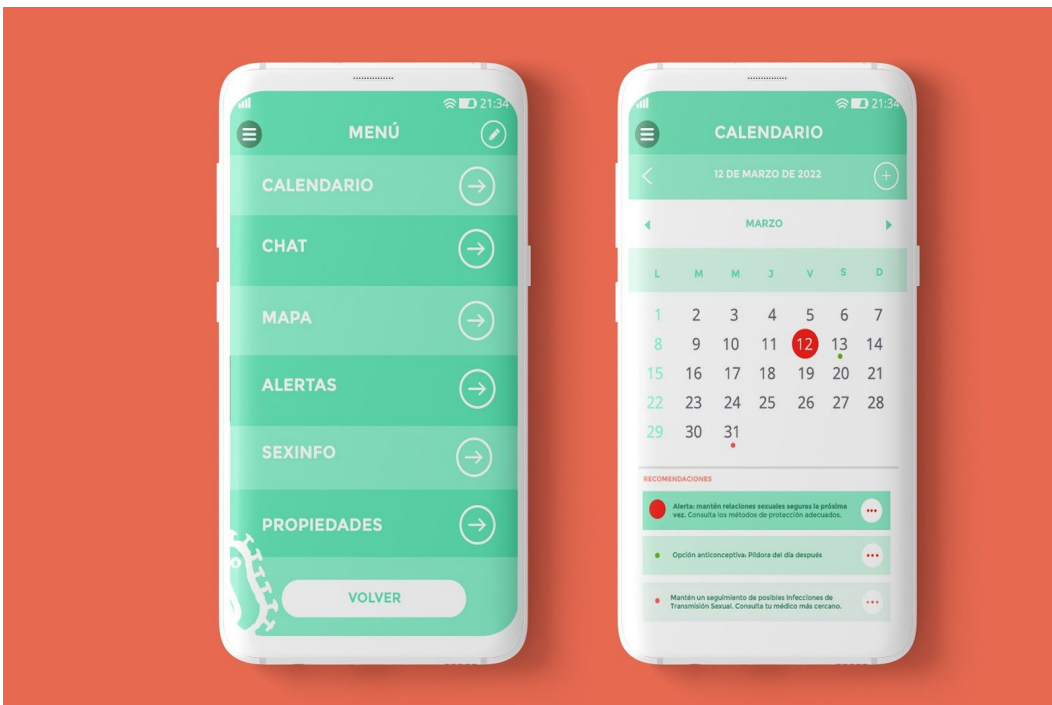 21:34
MENÚ
CALENDARIO
CHAT
MAPA
ALERTAS
SEXINFO
PROPIEDADES
VOLVER
21:34
CALENDARIO
12 DE MARZO DE 2022
MARZO
L M M J V S D
1 2 3 4 5 6 7
8 9 10 11 12 13 14
15 16 17 18 19 20 21
22 23 24 25 26 27 28
29 30 31
RECOMENDACIONES
Alerta: mantén relaciones sexuales seguras la próxima
vez. Consulta los métodos de protección adecuados.
Opción anticonceptiva: Píldora del día después
Mantén un seguimiento de posibles Infecciones de
Transmisión Sexual. Consulta tu médico más cercano.